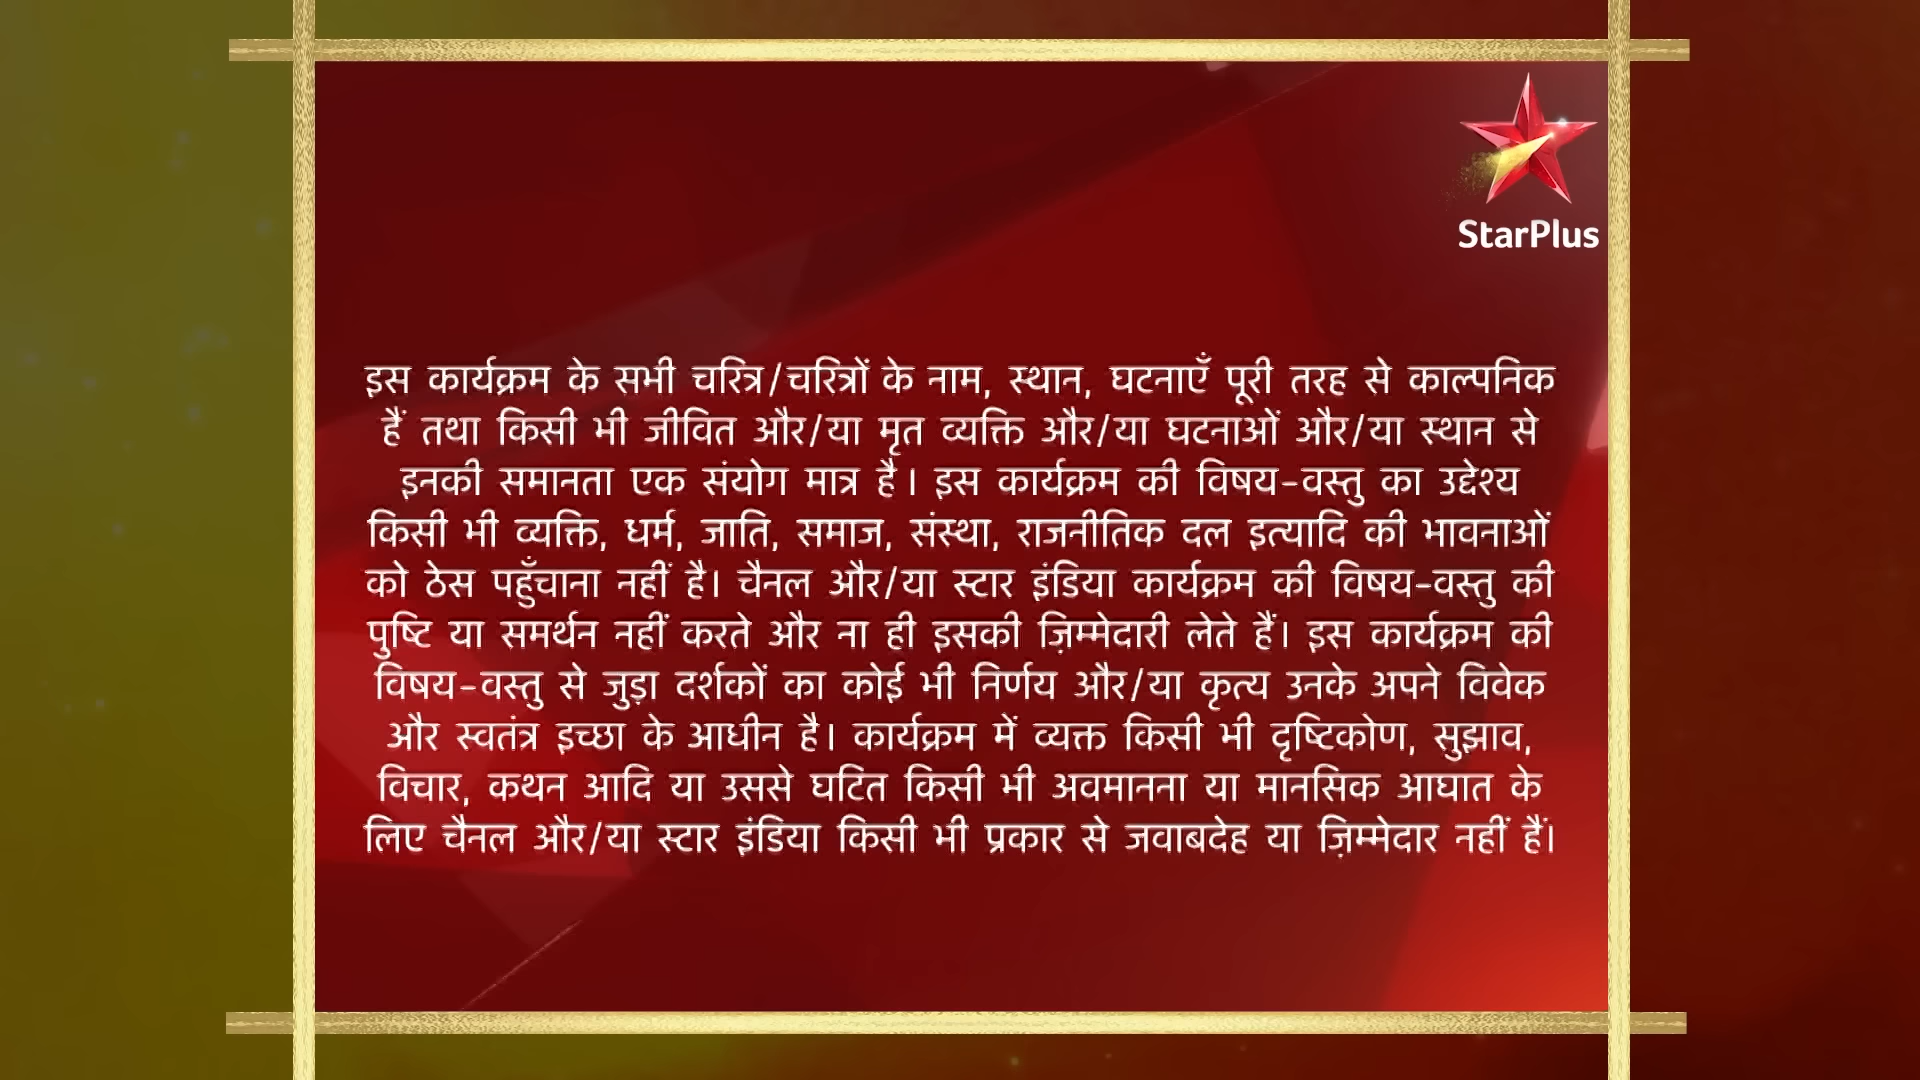 StarPlus
इस कार्यक्रम के सभी चरित्र/चरित्रों के नाम, स्थान, घटनाएँ पूरी तरह से काल्पनिक
हैं तथा किसी भी जीवित और/या मृत व्यक्ति और/या घटनाओं और/या स्थान से
इनकी समानता एक संयोग मात्र है। इस कार्यक्रम की विषय-वस्तु का उद्देश्य
किसी भी व्यक्ति, धर्म, जाति, समाज, संस्था, राजनीतिक दल इत्यादि की भावनाओं
को ठेस पहुँचाना नहीं है। चैनल और/या स्टार इंडिया कार्यक्रम की विषय-वस्तु की
पुष्टि या समर्थन नहीं करते और ना ही इसकी ज़िम्मेदारी लेते हैं। इस कार्यक्रम की
विषय-वस्तु से जुड़ा दर्शकों का कोई भी निर्णय और/या कृत्य उनके अपने विवेक
और स्वतंत्र इच्छा के आधीन है। कार्यक्रम में व्यक्त किसी भी दृष्टिकोण, सुझाव,
विचार, कथन आदि या उससे घटित किसी भी अवमानना या मानसिक आघात के
लिए चैनल और/या स्टार इंडिया किसी भी प्रकार से जवाबदेह या ज़िम्मेदार नहीं हैं।